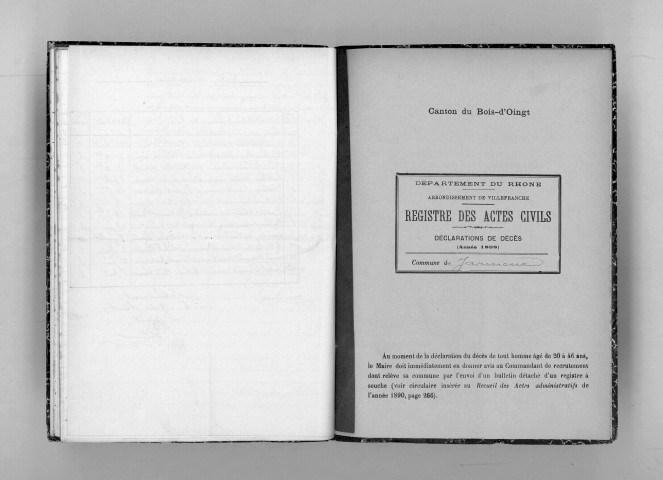 Canton du Bois-d'Oingt
DÉPARTEMENT DU RHONE
ARRONDISSEMENT DE VILLEFRANCHE
REGISTRE DES ACTES CIVILS
DÉCLARATIONS DE DÉCÈS
(Année 1898)
Commune de Jarnioux
Au moment de la déclaration du décès de tout homme âgé de 20 à 46 ans,
le Maire doit immédiatement en donner avis au Commandant de recrutement
dont relève sa commune par l'envoi d'un bulletin détaché d'un registre à
souche (voir circulaire insérée au Recueil des Actes administratifs de
l'année 1890, page 266).